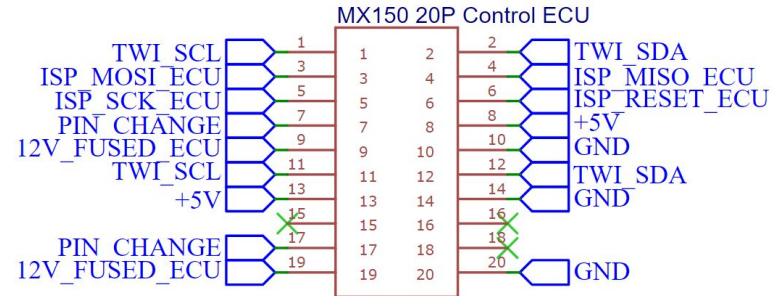 MX150 20P Control ECU
TWI_SCL 1 1 2 2 TWI_SDA
ISP_MOSI_ECU 3 3 4 4 ISP_MISO_ECU
ISP_SCK_ECU 5 5 6 6 ISP_RESET_ECU
PIN_CHANGE 7 7 8 8 +5V
12V_FUSED_ECU 9 9 10 10 GND
TWI_SCL 11 11 12 12 TWI_SDA
+5V 13 13 14 14 GND
15 15 16 16
PIN_CHANGE 17 17 18 18
12V_FUSED_ECU 19 19 20 20 GND